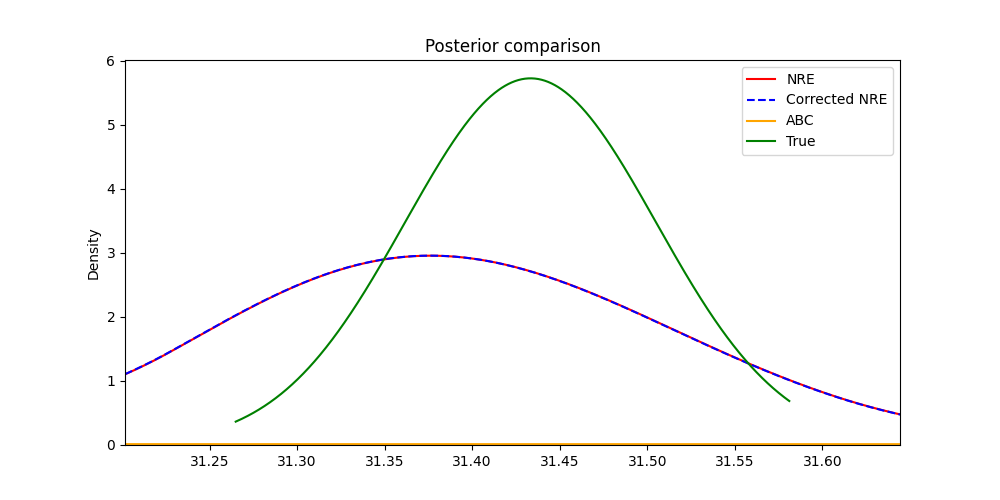 Posterior comparison
NRE
Corrected NRE
ABC
True
Density
6
5
4
3
2
1
0
31.25 31.30 31.35 31.40 31.45 31.50 31.55 31.60